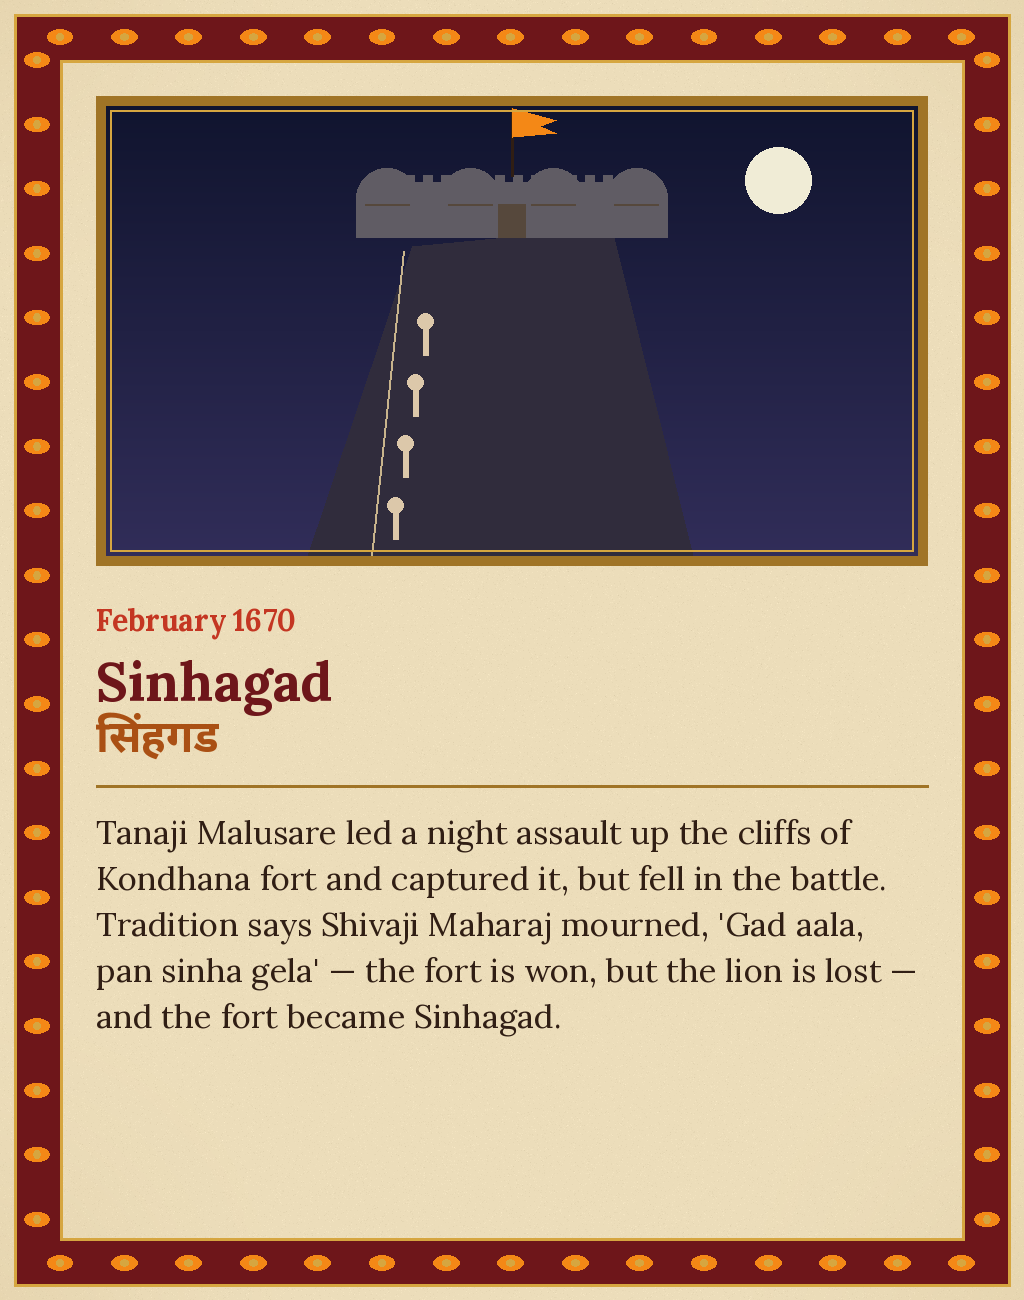 February 1670
Sinhagad
सिंहगड
Tanaji Malusare led a night assault up the cliffs of
Kondhana fort and captured it, but fell in the battle.
Tradition says Shivaji Maharaj mourned, 'Gad aala,
pan sinha gela' — the fort is won, but the lion is lost —
and the fort became Sinhagad.